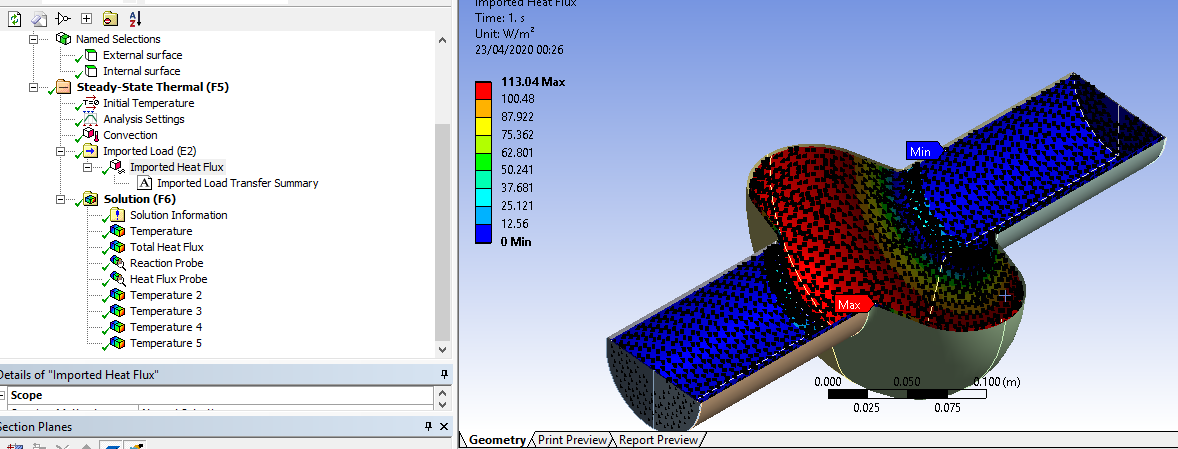 Named Selections
External surface
Internal surface
Steady-State Thermal (F5)
Initial Temperature
Analysis Settings
Convection
Imported Load (E2)
Imported Heat Flux
Imported Load Transfer Summary
Solution (F6)
Solution Information
Temperature
Total Heat Flux
Reaction Probe
Heat Flux Probe
Temperature 2
Temperature 3
Temperature 4
Temperature 5
Details of "Imported Heat Flux"
Scope
Section Planes
Imported Heat Flux
Time: 1. s
Unit: W/m²
23/04/2020 00:26
113.04 Max
100.48
87.922
75.362
62.801
50.241
37.681
25.121
12.56
0 Min
Min
Max
0.000 0.050 0.100 (m)
0.025 0.075
Geometry Print Preview Report Preview